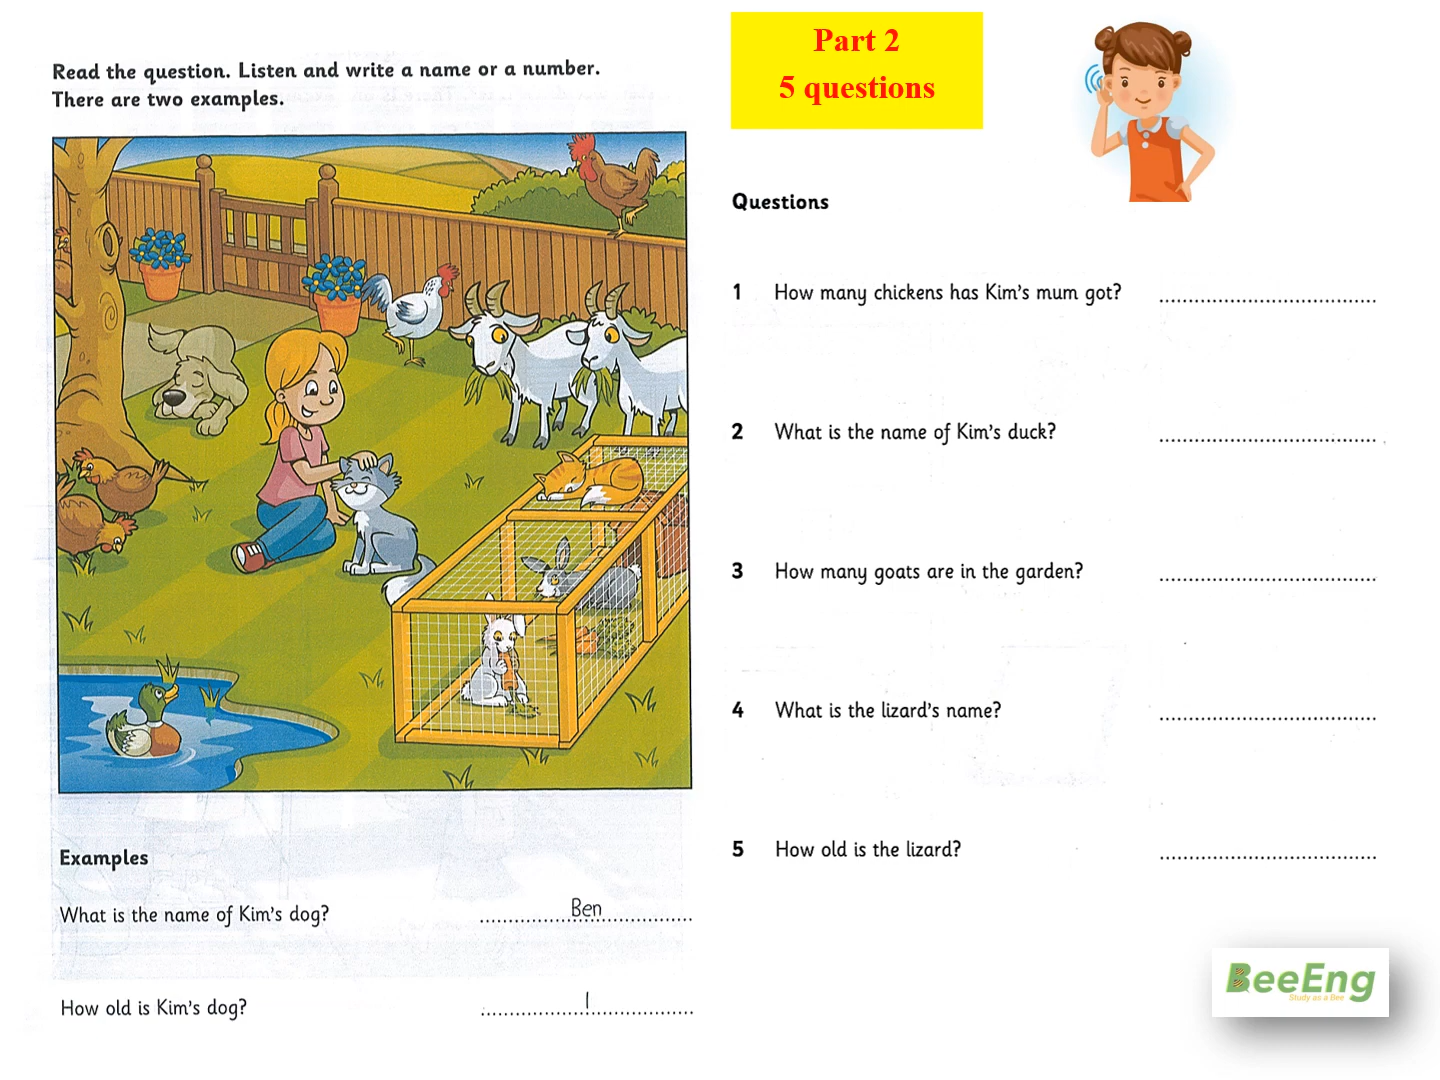 Read the question. Listen and write a name or a number.
There are two examples.
Examples
What is the name of Kim's dog? Ben
How old is Kim's dog? 1
Part 2
5 questions
Questions
1 How many chickens has Kim's mum got? ....................................
2 What is the name of Kim's duck? ....................................
3 How many goats are in the garden? ....................................
4 What is the lizard's name? ....................................
5 How old is the lizard? ....................................
BeeEng
Study as a Bee